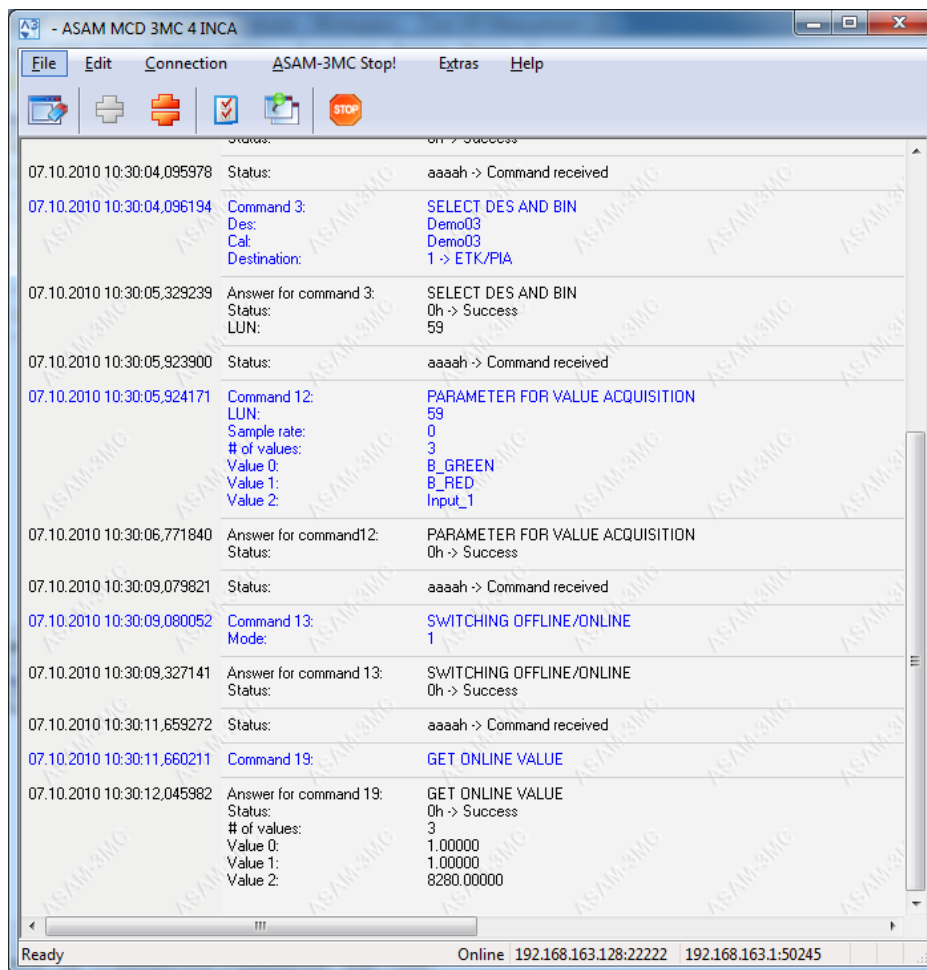 - ASAM MCD 3MC 4 INCA
File Edit Connection ASAM-3MC Stop! Extras Help
STOP
Status: 0h -> Success
07.10.2010 10:30:04,095978 Status: aaaah -> Command received
07.10.2010 10:30:04,096194 Command 3: SELECT DES AND BIN
Des: Demo03
Cal: Demo03
Destination: 1 -> ETK/PIA
07.10.2010 10:30:05,329239 Answer for command 3: SELECT DES AND BIN
Status: 0h -> Success
LUN: 59
07.10.2010 10:30:05,923900 Status: aaaah -> Command received
07.10.2010 10:30:05,924171 Command 12: PARAMETER FOR VALUE ACQUISITION
LUN: 59
Sample rate: 0
# of values: 3
Value 0: B_GREEN
Value 1: B_RED
Value 2: Input_1
07.10.2010 10:30:06,771840 Answer for command12: PARAMETER FOR VALUE ACQUISITION
Status: 0h -> Success
07.10.2010 10:30:09,079821 Status: aaaah -> Command received
07.10.2010 10:30:09,080052 Command 13: SWITCHING OFFLINE/ONLINE
Mode: 1
07.10.2010 10:30:09,327141 Answer for command 13: SWITCHING OFFLINE/ONLINE
Status: 0h -> Success
07.10.2010 10:30:11,659272 Status: aaaah -> Command received
07.10.2010 10:30:11,660211 Command 19: GET ONLINE VALUE
07.10.2010 10:30:12,045982 Answer for command 19: GET ONLINE VALUE
Status: 0h -> Success
# of values: 3
Value 0: 1.00000
Value 1: 1.00000
Value 2: 8280.00000
Ready Online 192.168.163.128:22222 192.168.163.1:50245